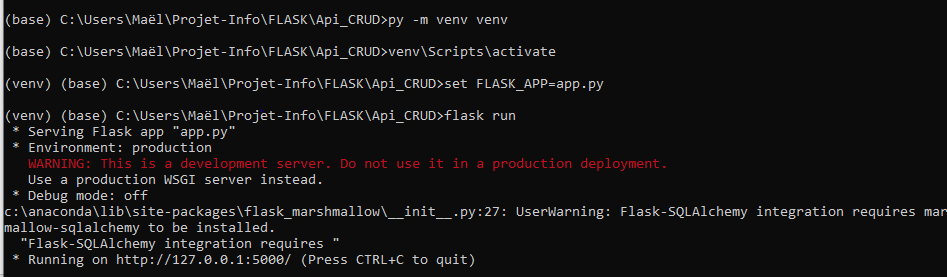 (base) C:\Users\Maël\Projet-Info\FLASK\Api_CRUD>py -m venv venv
(base) C:\Users\Maël\Projet-Info\FLASK\Api_CRUD>venv\Scripts\activate
(venv) (base) C:\Users\Maël\Projet-Info\FLASK\Api_CRUD>set FLASK_APP=app.py
(venv) (base) C:\Users\Maël\Projet-Info\FLASK\Api_CRUD>flask run
 * Serving Flask app "app.py"
 * Environment: production
   WARNING: This is a development server. Do not use it in a production deployment.
   Use a production WSGI server instead.
 * Debug mode: off
c:\anaconda\lib\site-packages\flask_marshmallow\__init__.py:27: UserWarning: Flask-SQLAlchemy integration requires mar
mallow-sqlalchemy to be installed.
  "Flask-SQLAlchemy integration requires "
 * Running on http://127.0.0.1:5000/ (Press CTRL+C to quit)